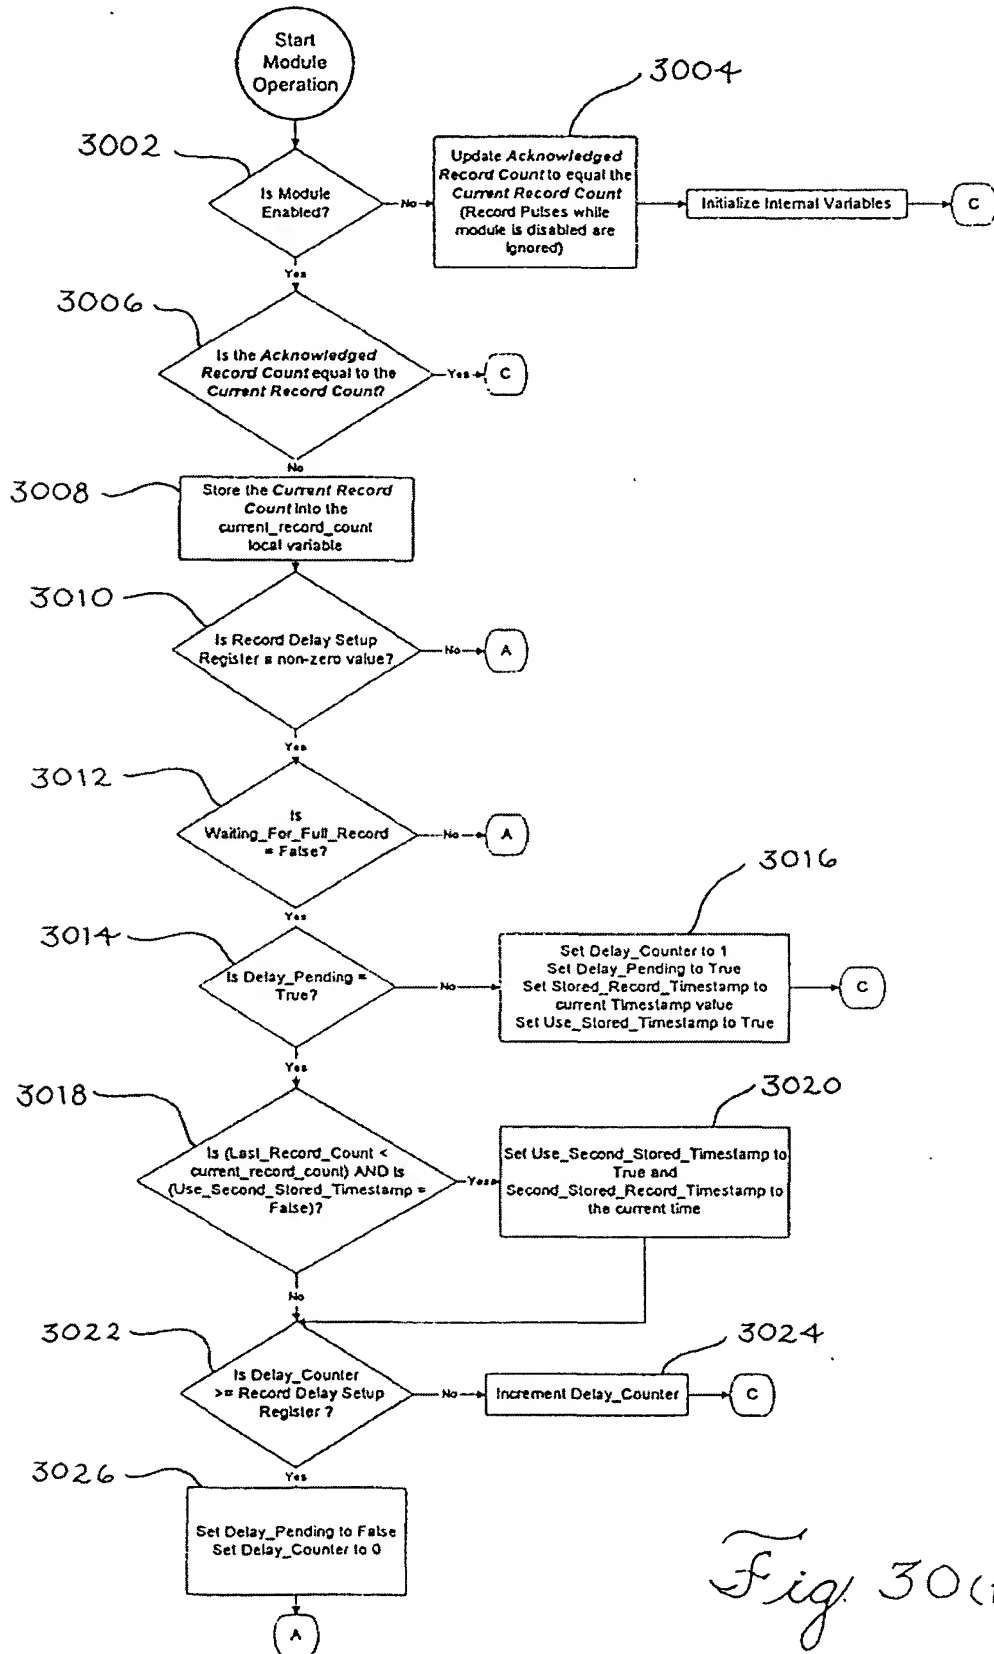 Start
Module
Operation
3002
Is Module
Enabled?
No
3004
Update Acknowledged
Record Count to equal the
Current Record Count
(Record Pulses while
module is disabled are
Ignored)
Initialize Internal Variables
C
Yes
3006
Is the Acknowledged
Record Count equal to the
Current Record Count?
Yes
C
No
3008
Store the Current Record
Count into the
current_record_count
local variable
3010
Is Record Delay Setup
Register a non-zero value?
No
A
Yes
3012
Is
Waiting_For_Full_Record
= False?
No
A
Yes
3014
Is Delay_Pending =
True?
No
3016
Set Delay_Counter to 1
Set Delay_Pending to True
Set Stored_Record_Timestamp to
current Timestamp value
Set Use_Stored_Timestamp to True
C
Yes
3018
Is (Last_Record_Count <
current_record_count) AND Is
(Use_Second_Stored_Timestamp =
False)?
Yes
3020
Set Use_Second_Stored_Timestamp to
True and
Second_Stored_Record_Timestamp to
the current time
No
3022
Is Delay_Counter
>= Record Delay Setup
Register ?
No
3024
Increment Delay_Counter
C
Yes
3026
Set Delay_Pending to False
Set Delay_Counter to 0
A
Fig. 30(